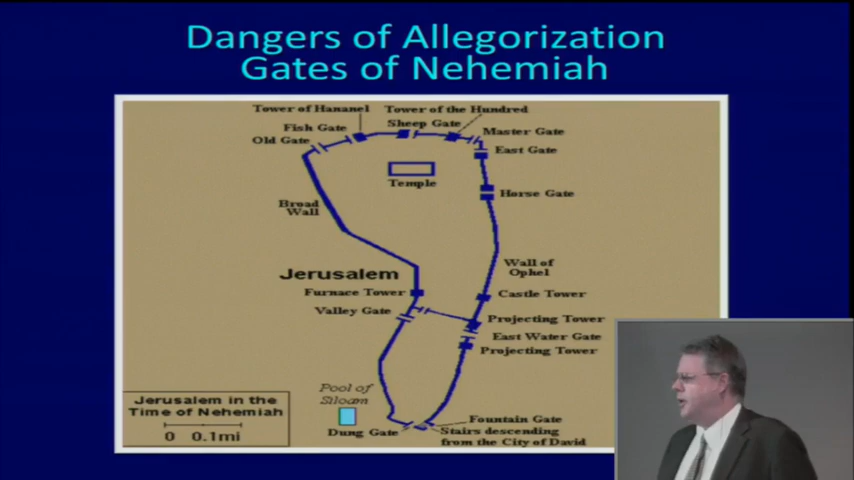 Dangers of Allegorization
Gates of Nehemiah
Tower of Hananel
Tower of the Hundred
Fish Gate
Sheep Gate
Master Gate
Old Gate
East Gate
Temple
Horse Gate
Broad
Wall
Wall of
Ophel
Jerusalem
Furnace Tower
Castle Tower
Valley Gate
Projecting Tower
East Water Gate
Projecting Tower
Pool of
Siloam
Jerusalem in the
Time of Nehemiah
0 0.1mi
Dung Gate
Fountain Gate
Stairs descending
from the City of David